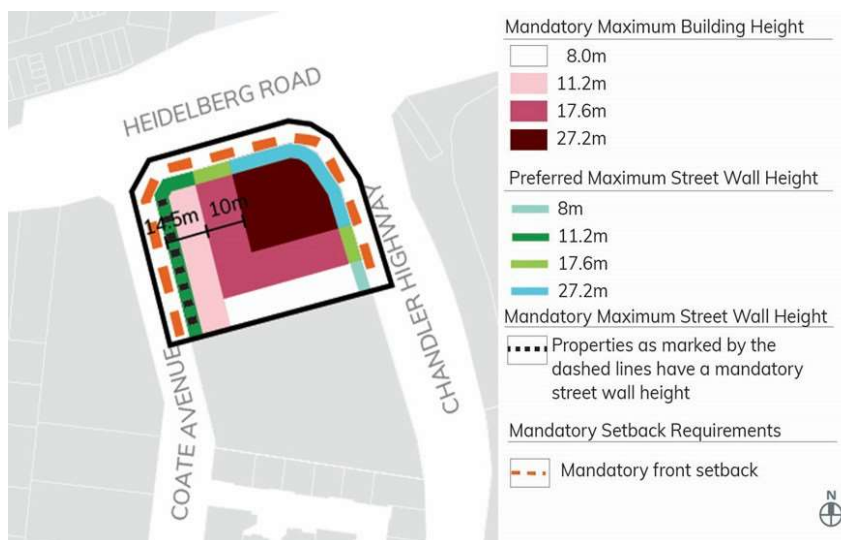 HEIDELBERG ROAD
14.5m
10m
CHANDLER HIGHWAY
COATE AVENUE
Mandatory Maximum Building Height
8.0m
11.2m
17.6m
27.2m
Preferred Maximum Street Wall Height
8m
11.2m
17.6m
27.2m
Mandatory Maximum Street Wall Height
Properties as marked by the
dashed lines have a mandatory
street wall height
Mandatory Setback Requirements
Mandatory front setback
N